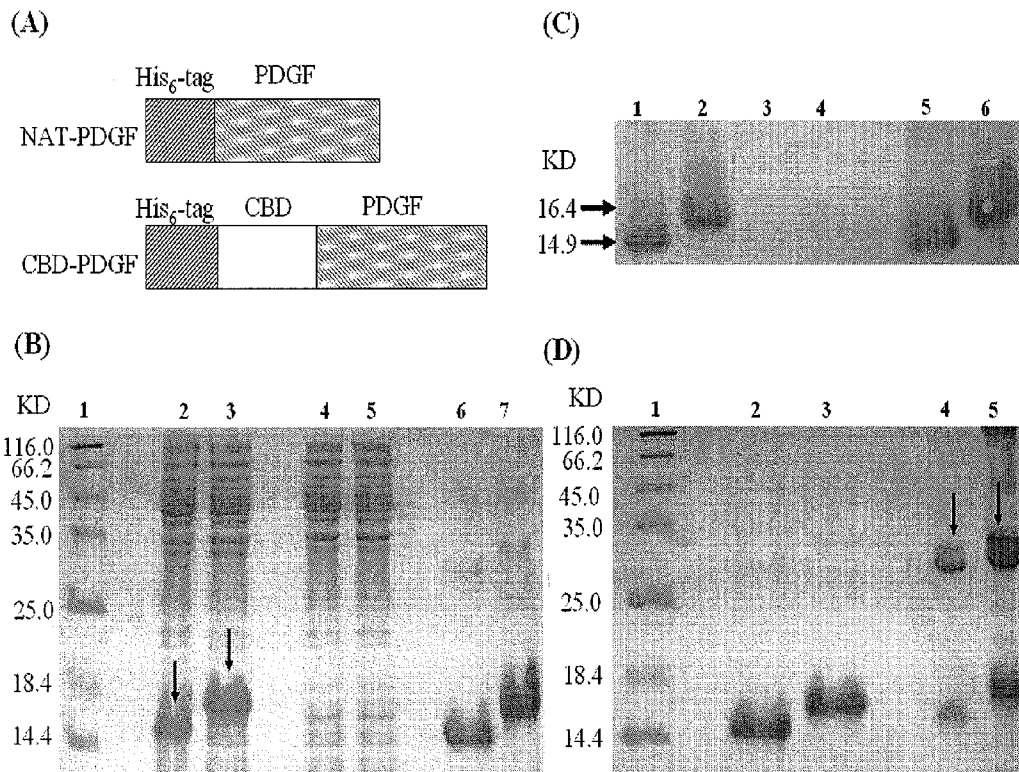 (A)
His6-tag PDGF
NAT-PDGF
His6-tag CBD PDGF
CBD-PDGF
(C)
1 2 3 4 5 6
KD
16.4
14.9
(B)
KD 1 2 3 4 5 6 7
116.0
66.2
45.0
35.0
25.0
18.4
14.4
(D)
KD 1 2 3 4 5
116.0
66.2
45.0
35.0
25.0
18.4
14.4